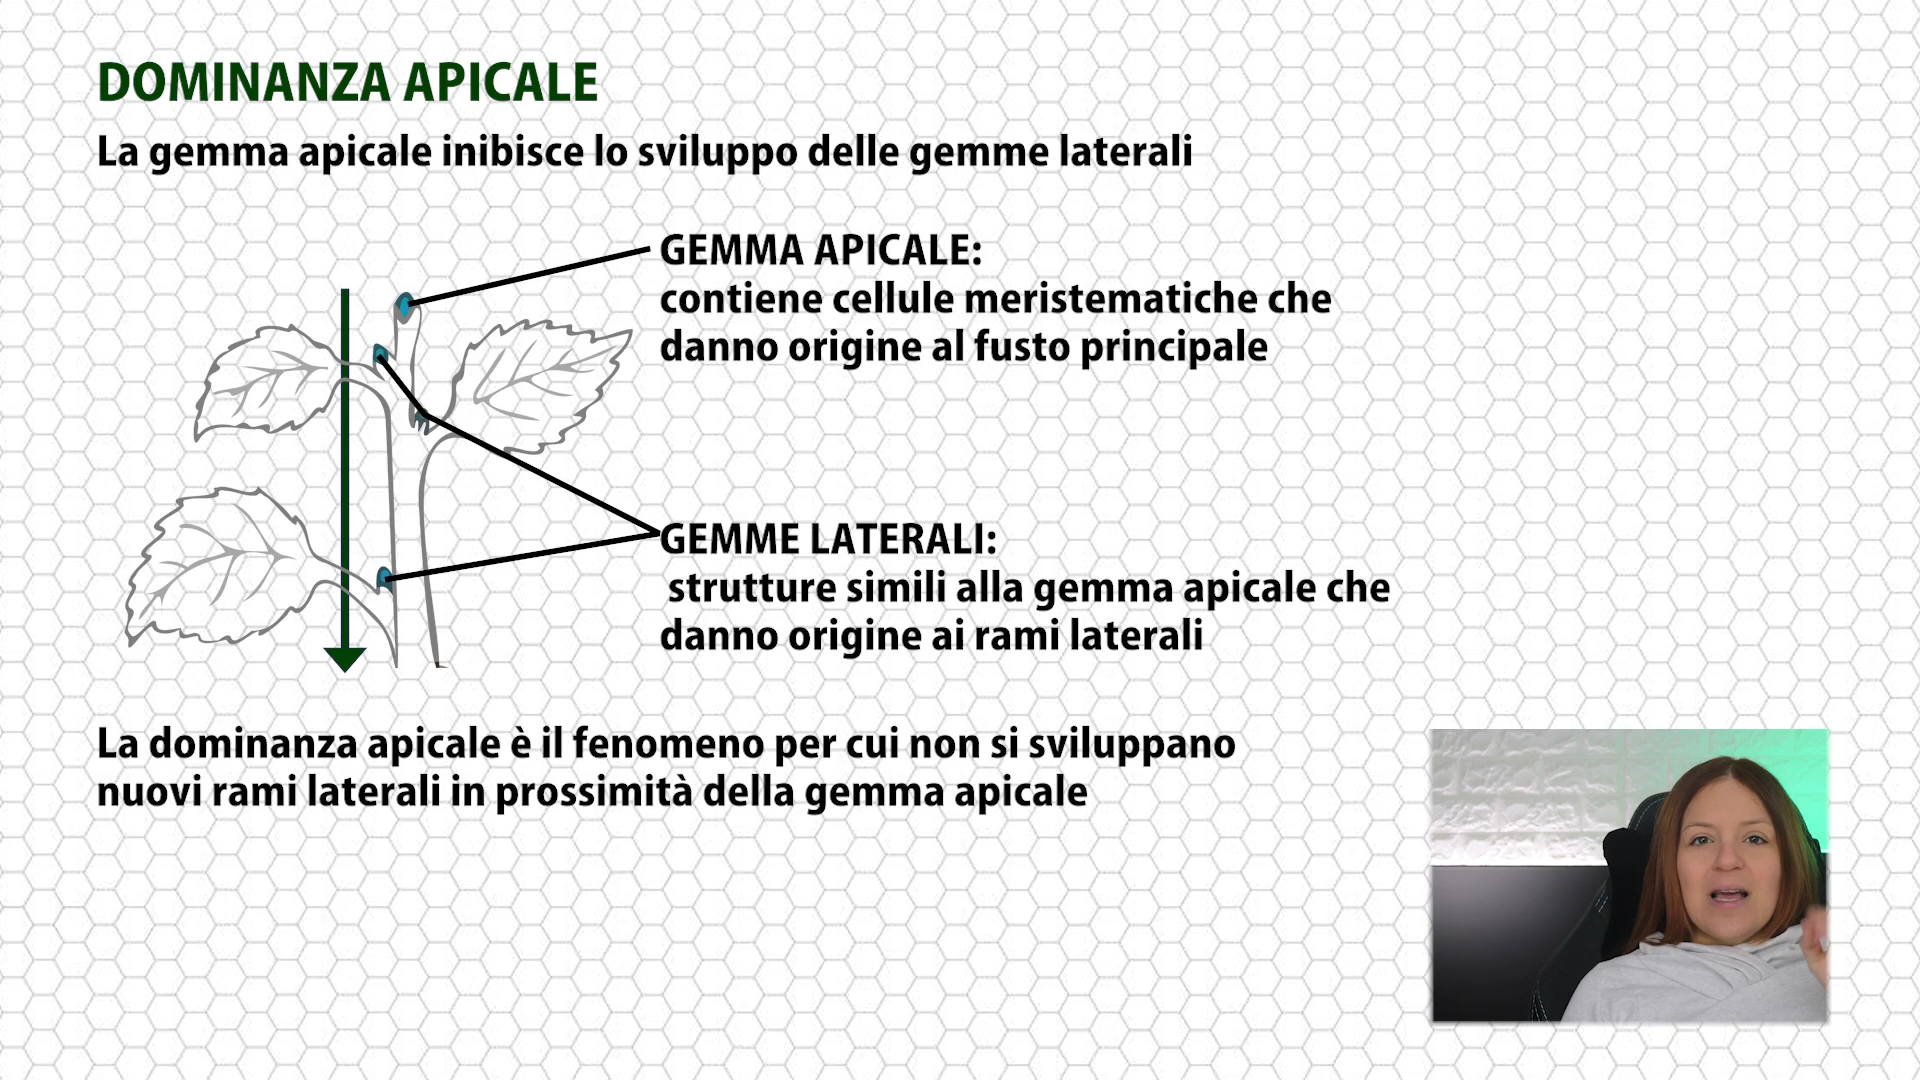 DOMINANZA APICALE
La gemma apicale inibisce lo sviluppo delle gemme laterali
GEMMA APICALE:
contiene cellule meristematiche che
danno origine al fusto principale
GEMME LATERALI:
strutture simili alla gemma apicale che
danno origine ai rami laterali
La dominanza apicale è il fenomeno per cui non si sviluppano
nuovi rami laterali in prossimità della gemma apicale